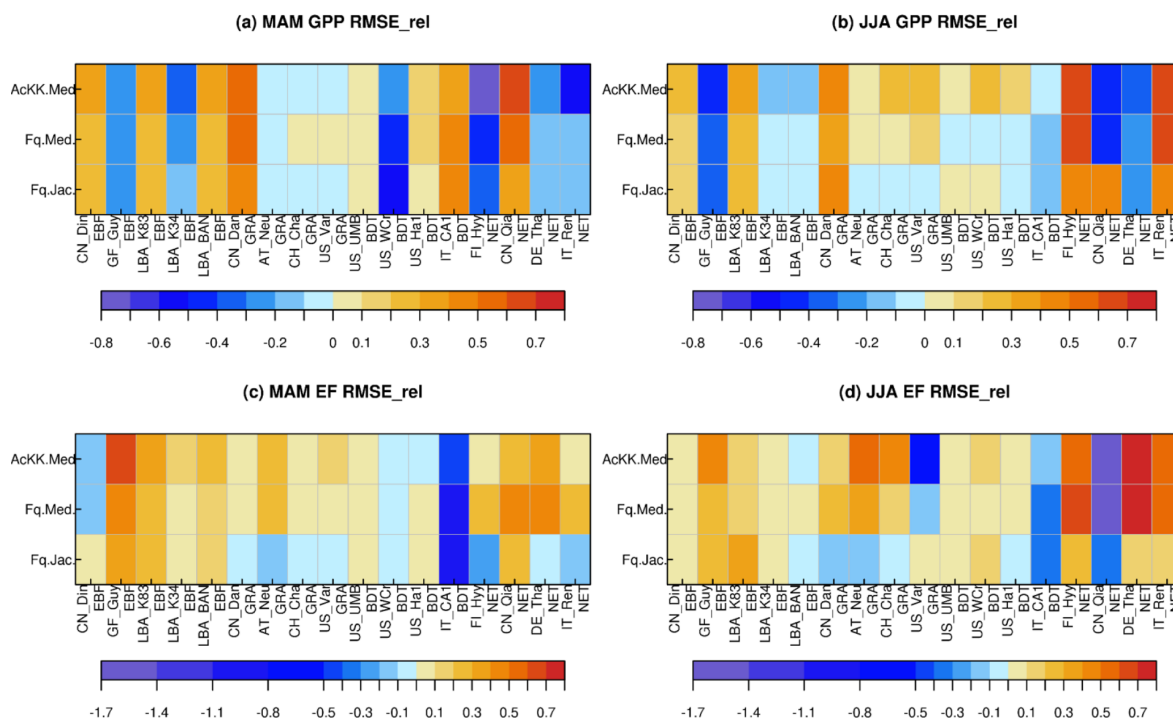 (a) MAM GPP RMSE_rel
AcKK.Med
Fq.Med.
Fq.Jac.
CN_Din EBF
GF_Guy EBF
LBA_K83 EBF
LBA_K34 EBF
LBA_BAN EBF
CN_Dan GRA
AT_Neu GRA
CH_Cha GRA
US_Var GRA
US_UMB BDT
US_WCr BDT
US_Ha1 BDT
IT_CA1 BDT
FI_Hyy NET
CN_Qia NET
DE_Tha NET
IT_Ren NET
-0.8 -0.6 -0.4 -0.2 0 0.1 0.3 0.5 0.7
(b) JJA GPP RMSE_rel
AcKK.Med
Fq.Med.
Fq.Jac.
CN_Din EBF
GF_Guy EBF
LBA_K83 EBF
LBA_K34 EBF
LBA_BAN EBF
CN_Dan GRA
AT_Neu GRA
CH_Cha GRA
US_Var GRA
US_UMB BDT
US_WCr BDT
US_Ha1 BDT
IT_CA1 BDT
FI_Hyy NET
CN_Qia NET
DE_Tha NET
IT_Ren NET
-0.8 -0.6 -0.4 -0.2 0 0.1 0.3 0.5 0.7
(c) MAM EF RMSE_rel
AcKK.Med
Fq.Med.
Fq.Jac.
CN_Din EBF
GF_Guy EBF
LBA_K83 EBF
LBA_K34 EBF
LBA_BAN EBF
CN_Dan GRA
AT_Neu GRA
CH_Cha GRA
US_Var GRA
US_UMB BDT
US_WCr BDT
US_Ha1 BDT
IT_CA1 BDT
FI_Hyy NET
CN_Qia NET
DE_Tha NET
IT_Ren NET
-1.7 -1.4 -1.1 -0.8 -0.5 -0.3 -0.1 0.1 0.3 0.5 0.7
(d) JJA EF RMSE_rel
AcKK.Med
Fq.Med.
Fq.Jac.
CN_Din EBF
GF_Guy EBF
LBA_K83 EBF
LBA_K34 EBF
LBA_BAN EBF
CN_Dan GRA
AT_Neu GRA
CH_Cha GRA
US_Var GRA
US_UMB BDT
US_WCr BDT
US_Ha1 BDT
IT_CA1 BDT
FI_Hyy NET
CN_Qia NET
DE_Tha NET
IT_Ren NET
-1.7 -1.4 -1.1 -0.8 -0.5 -0.3 -0.1 0.1 0.3 0.5 0.7